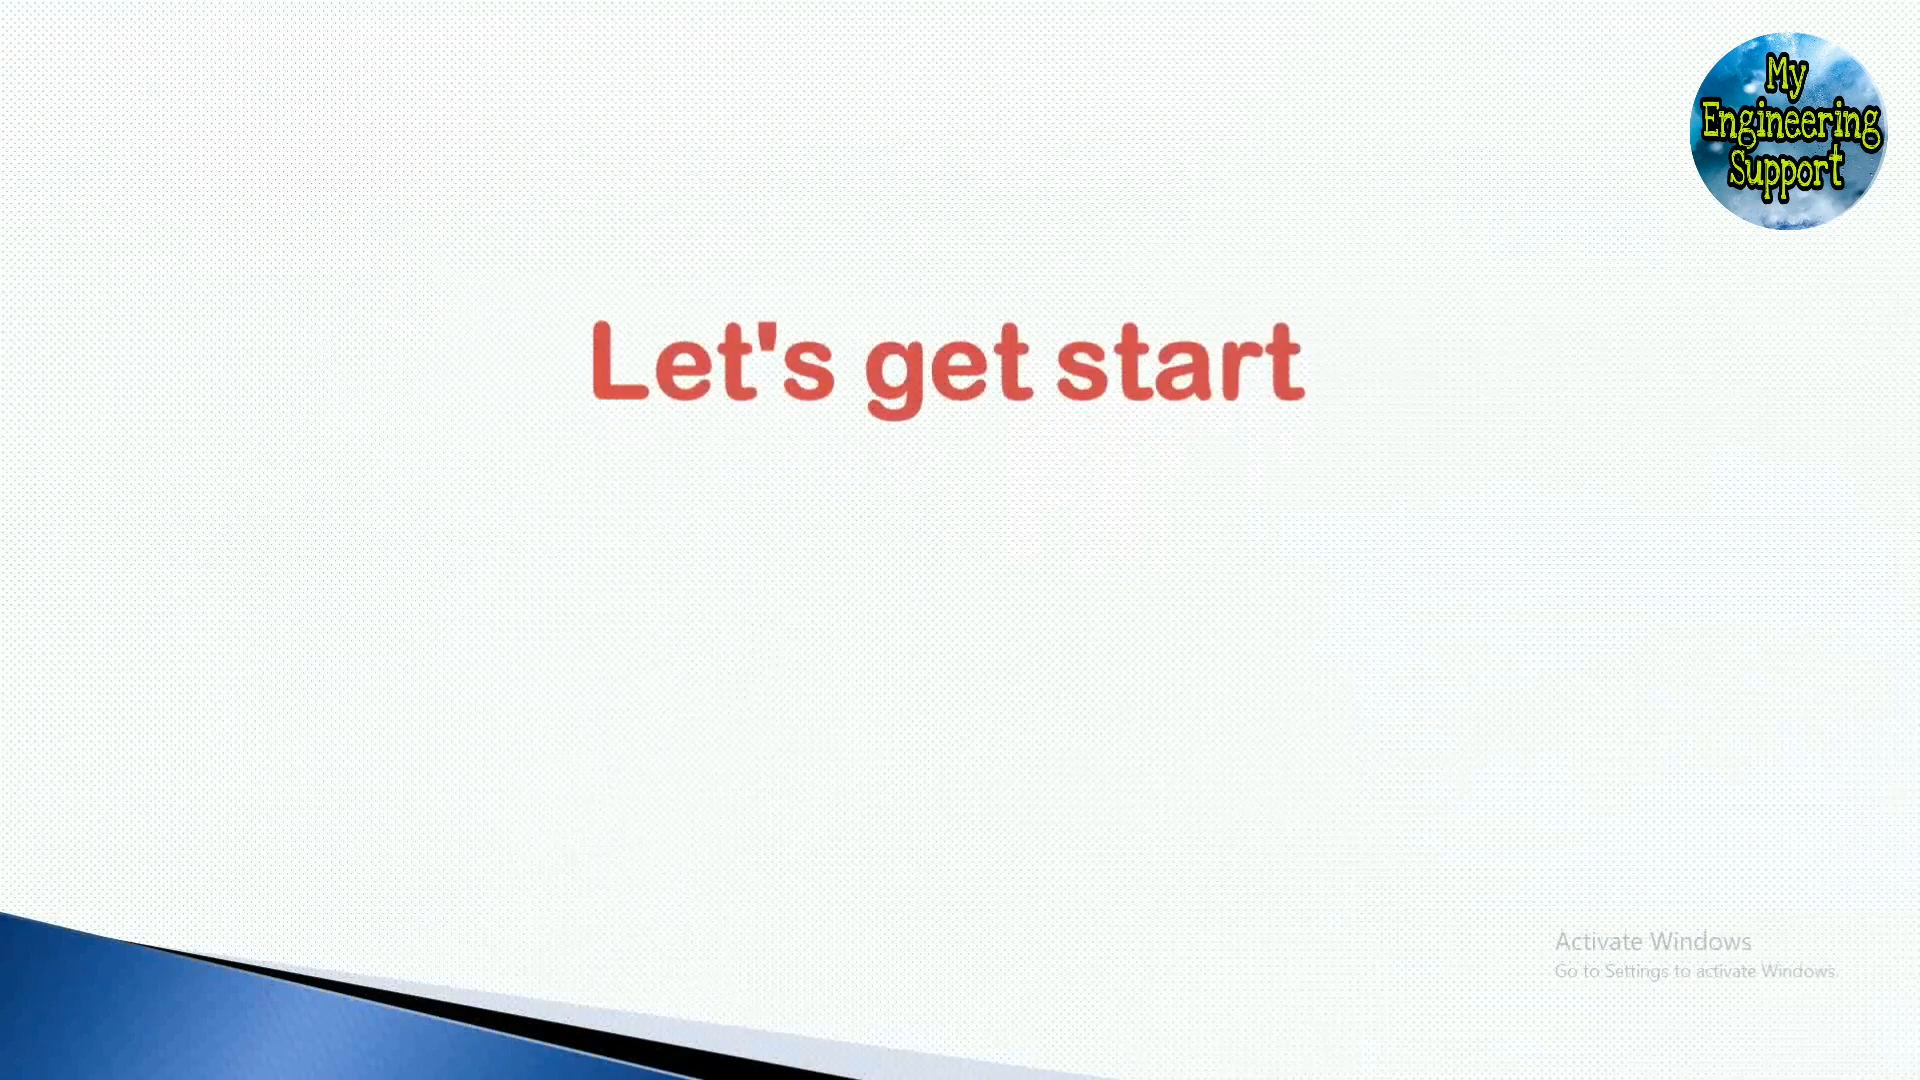 My
Engineering
Support
Let's get start
Activate Windows
Go to Settings to activate Windows.